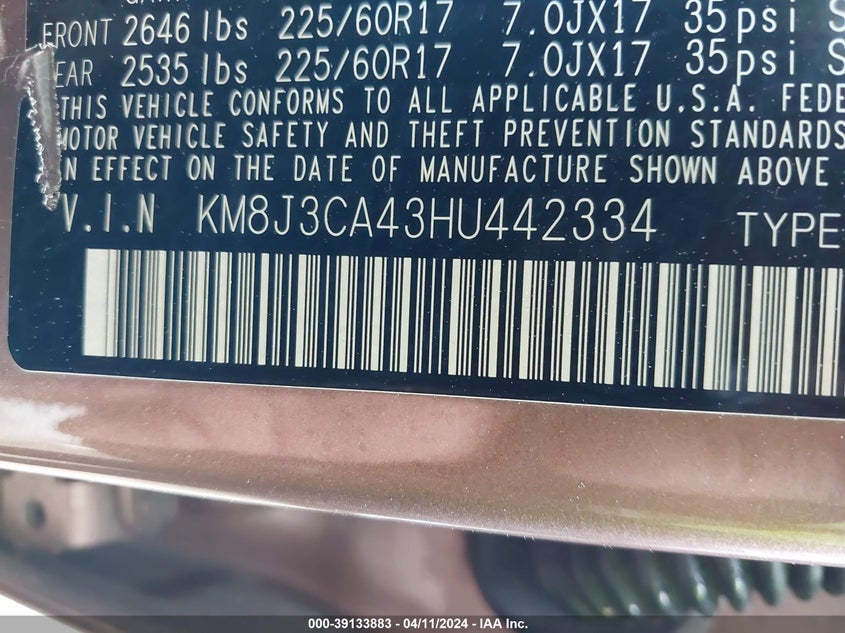 FRONT 2646 lbs 225/60R17 7.0JX17 35psi S
EAR 2535 lbs 225/60R17 7.0JX17 35psi S
THIS VEHICLE CONFORMS TO ALL APPLICABLE U.S.A. FEDE
MOTOR VEHICLE SAFETY AND THEFT PREVENTION STANDARDS
N EFFECT ON THE DATE OF MANUFACTURE SHOWN ABOVE
V.I.N KM8J3CA43HU442334 TYPE
000-39133883 - 04/11/2024 - IAA Inc.